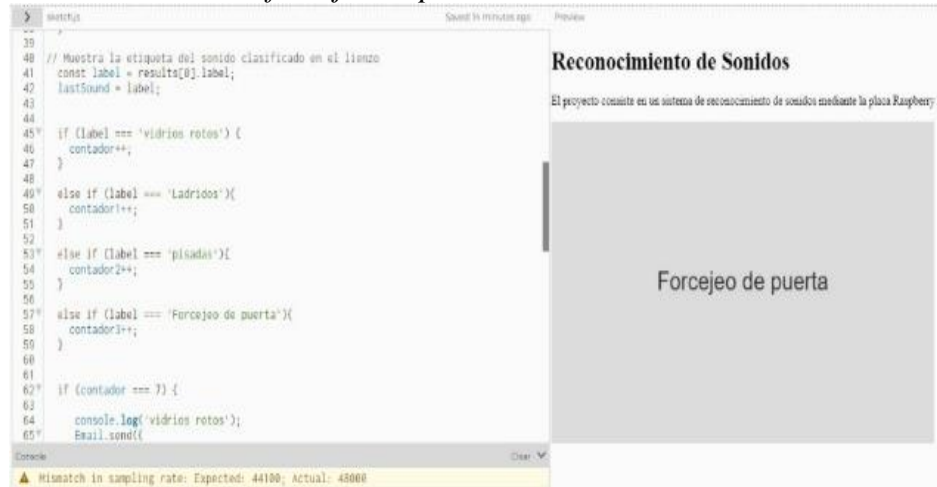 sketch.js
Saved 14 minutes ago
Preview
39
40 // Muestra la etiqueta del sonido clasificado en el lienzo
41 const label = results[0].label;
42 lastSound = label;
43
44
45 if (label === 'vidrios rotos') {
46 contador++;
47 }
48
49 else if (label === 'Ladridos'){
50 contador1++;
51 }
52
53 else if (label === 'pisadas'){
54 contador2++;
55 }
56
57 else if (label === 'Forcejeo de puerta'){
58 contador3++;
59 }
60
61
62 if (contador === 7) {
63
64 console.log('vidrios rotos');
65 Email.send({
Console
Clear
Mismatch in sampling rate: Expected: 44100; Actual: 48000
Reconocimiento de Sonidos
El proyecto consiste en un sistema de reconocimiento de sonidos mediante la placa Raspberry
Forcejeo de puerta